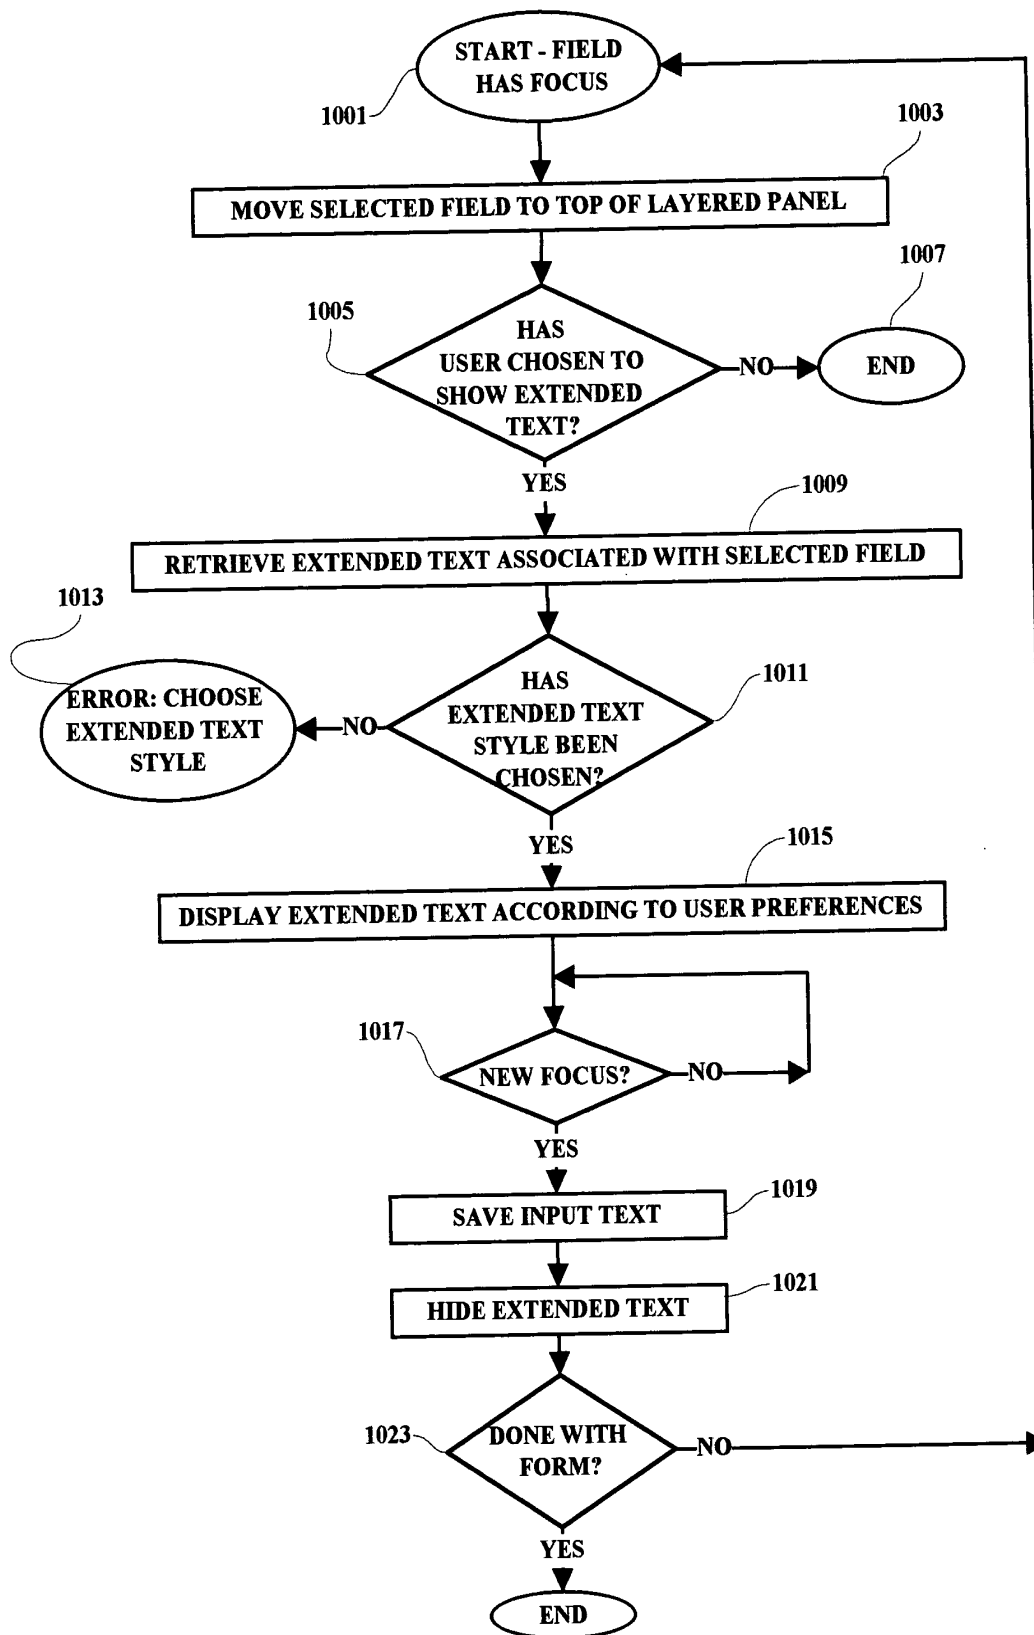 START - FIELD
HAS FOCUS
1001
1003
MOVE SELECTED FIELD TO TOP OF LAYERED PANEL
1005
1007
HAS
USER CHOSEN TO
SHOW EXTENDED
TEXT?
NO
END
YES
1009
RETRIEVE EXTENDED TEXT ASSOCIATED WITH SELECTED FIELD
1013
1011
ERROR: CHOOSE
EXTENDED TEXT
STYLE
NO
HAS
EXTENDED TEXT
STYLE BEEN
CHOSEN?
YES
1015
DISPLAY EXTENDED TEXT ACCORDING TO USER PREFERENCES
1017
NEW FOCUS?
NO
YES
1019
SAVE INPUT TEXT
1021
HIDE EXTENDED TEXT
1023
DONE WITH
FORM?
NO
YES
END